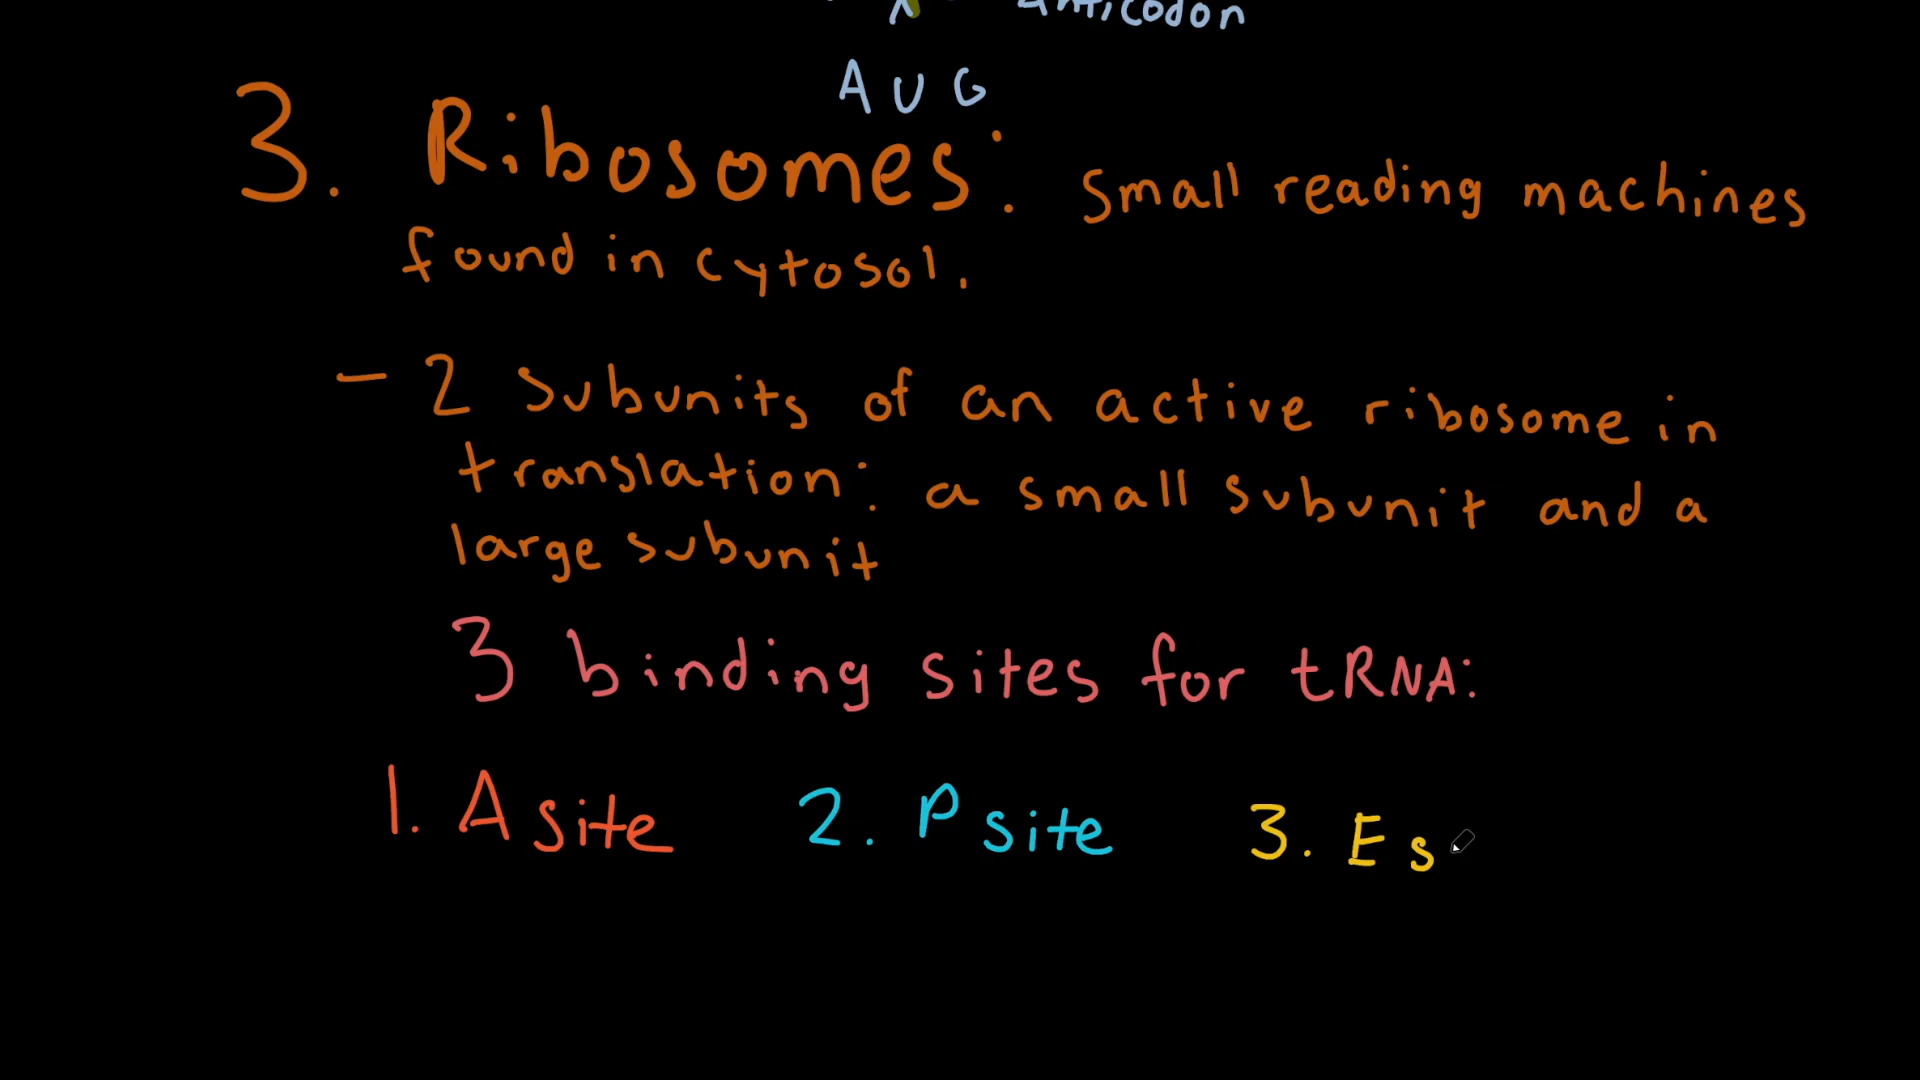 anticodon
A U G
3. Ribosomes: small reading machines
found in cytosol.
- 2 subunits of an active ribosome in
translation: a small subunit and a
large subunit
3 binding sites for tRNA:
1. A site 2. P site 3. E s